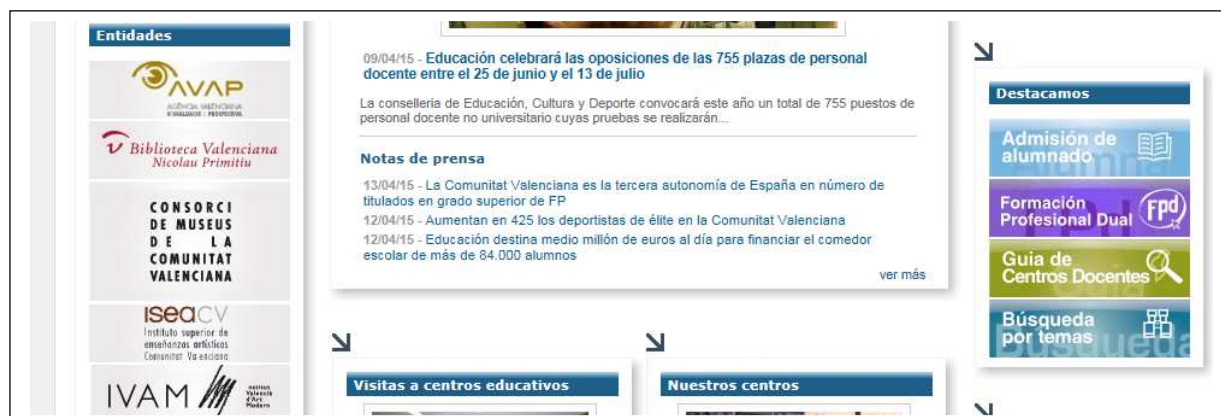 Entidades
AVAP
AGÈNCIA VALENCIANA
D'AVALUACIÓ I PROSPECTIVA
Biblioteca Valenciana
Nicolau Primitiu
CONSORCI
DE MUSEUS
DE LA
COMUNITAT
VALENCIANA
ISEACV
Instituto superior de
enseñanzas artísticas
Comunitat Valenciana
IVAM
Institut
Valencià
d'Art
Modern
09/04/15 - Educación celebrará las oposiciones de las 755 plazas de personal
docente entre el 25 de junio y el 13 de julio
La conselleria de Educación, Cultura y Deporte convocará este año un total de 755 puestos de
personal docente no universitario cuyas pruebas se realizarán...
Notas de prensa
13/04/15 - La Comunitat Valenciana es la tercera autonomía de España en número de
titulados en grado superior de FP
12/04/15 - Aumentan en 425 los deportistas de élite en la Comunitat Valenciana
12/04/15 - Educación destina medio millón de euros al día para financiar el comedor
escolar de más de 84.000 alumnos
ver más
Visitas a centros educativos
Nuestros centros
Destacamos
Admisión de
alumnado
Formación
Profesional Dual
FPd
Guia de
Centros Docentes
Búsqueda
por temas
Búsqueda